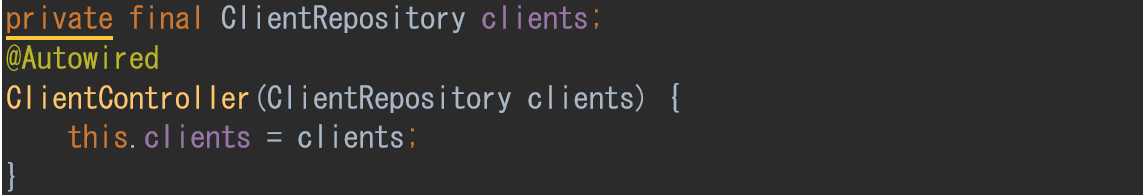 private final ClientRepository clients;
@Autowired
ClientController(ClientRepository clients) {
    this.clients = clients;
}